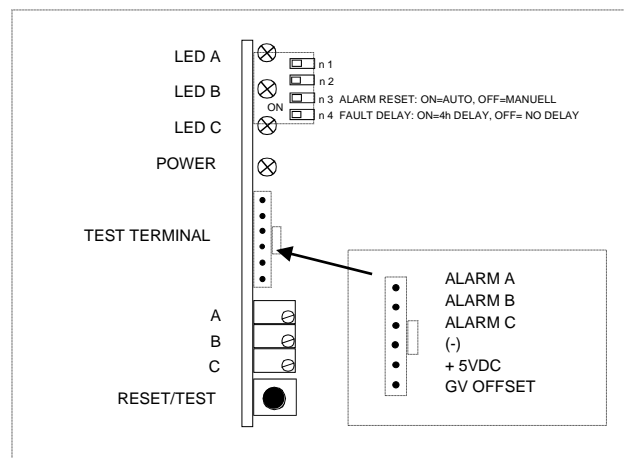 LED A
n 1
n 2
LED B
ON
n 3 ALARM RESET: ON=AUTO, OFF=MANUELL
n 4 FAULT DELAY: ON=4h DELAY, OFF= NO DELAY
LED C
POWER
TEST TERMINAL
A
B
C
RESET/TEST
ALARM A
ALARM B
ALARM C
(-)
+ 5VDC
GV OFFSET